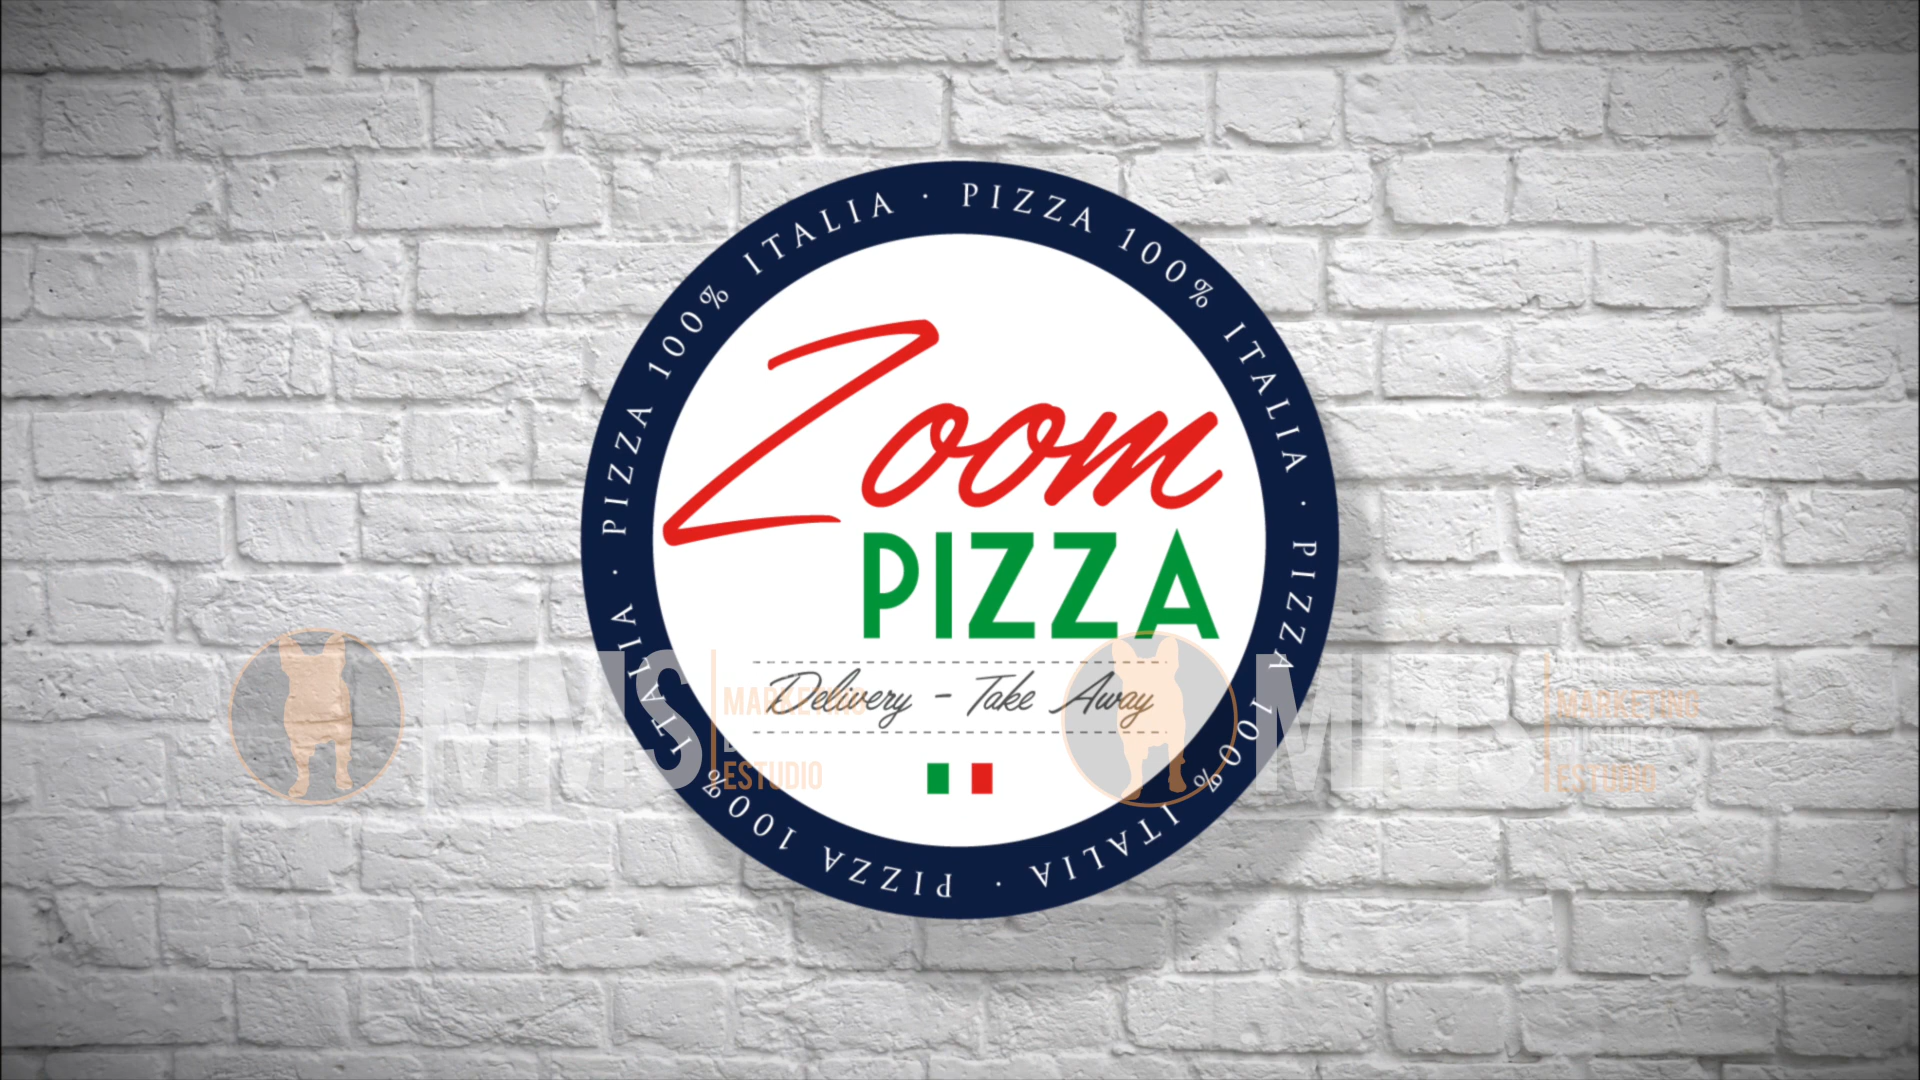 PIZZA 100% ITALIA · PIZZA 100% ITALIA · PIZZA 100% ITALIA ·
Zoom
PIZZA
Delivery - Take Away
MMS
MARKETING
BUSINESS
ESTUDIO
MMS
MARKETING
BUSINESS
ESTUDIO